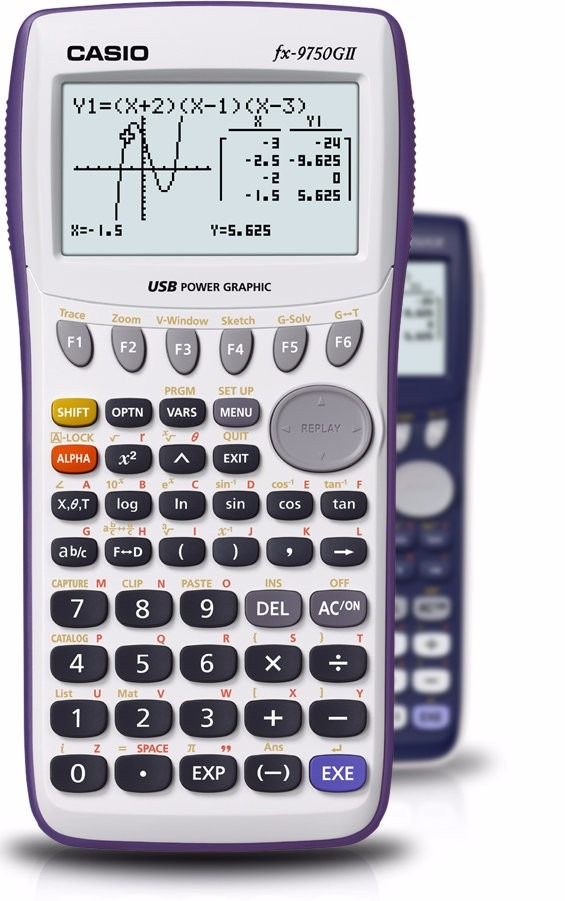 CASIO fx-9750GII
Y1=(X+2)(X-1)(X-3)
X Y1
-3 -24
-2.5 -9.625
-2 0
-1.5 5.625
X=-1.5 Y=5.625
USB POWER GRAPHIC
Trace Zoom V-Window Sketch G-Solv G↔T
F1 F2 F3 F4 F5 F6
PRGM SET UP
SHIFT OPTN VARS MENU
REPLAY
A-LOCK √ r ˣ√ θ QUIT
ALPHA x² ^ EXIT
∠ A 10ˣ B eˣ C sin⁻¹ D cos⁻¹ E tan⁻¹ F
X,θ,T log ln sin cos tan
G a b/c↔d/c H ³√ I x⁻¹ J K L
a b/c F↔D ( ) , →
CAPTURE M CLIP N PASTE O INS OFF
7 8 9 DEL AC/ON
CATALOG P Q R { S } T
4 5 6 × ÷
List U Mat V W [ X ] Y
1 2 3 + −
i Z = SPACE π " Ans ↵
0 . EXP (−) EXE